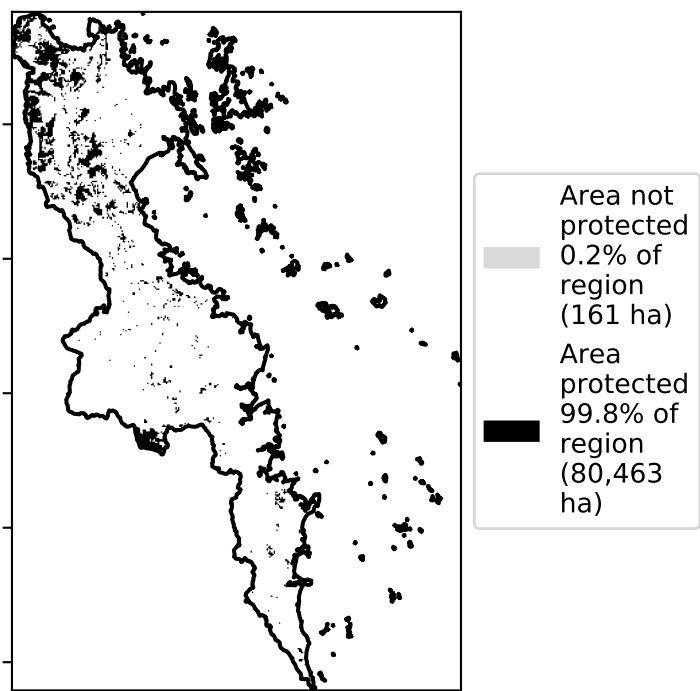 Area not
protected
0.2% of
region
(161 ha)
Area
protected
99.8% of
region
(80,463
ha)